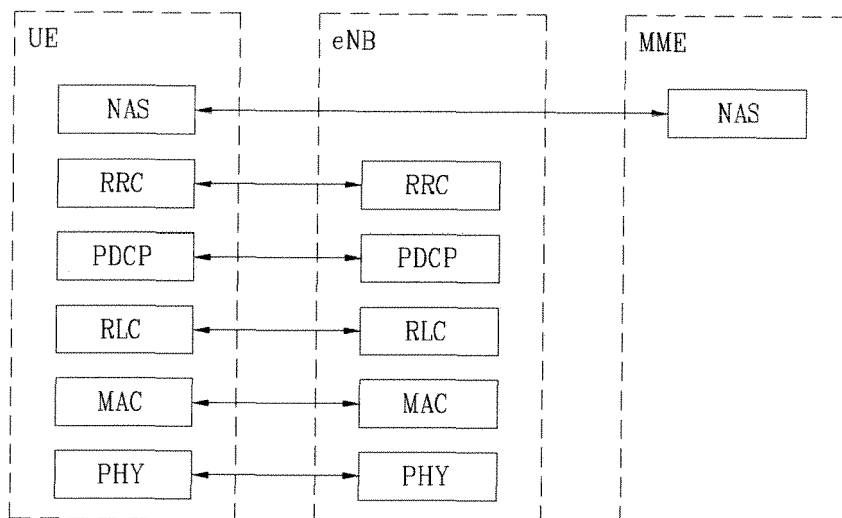 UE eNB MME
NAS NAS
RRC RRC
PDCP PDCP
RLC RLC
MAC MAC
PHY PHY